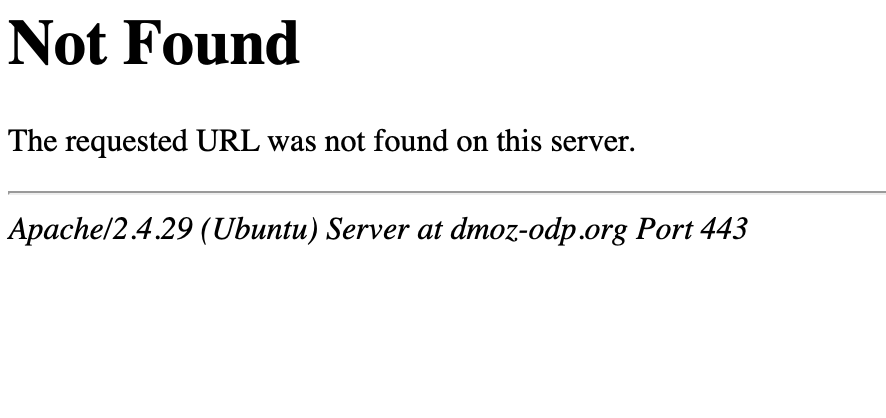 Not Found
The requested URL was not found on this server.
Apache/2.4.29 (Ubuntu) Server at dmoz-odp.org Port 443